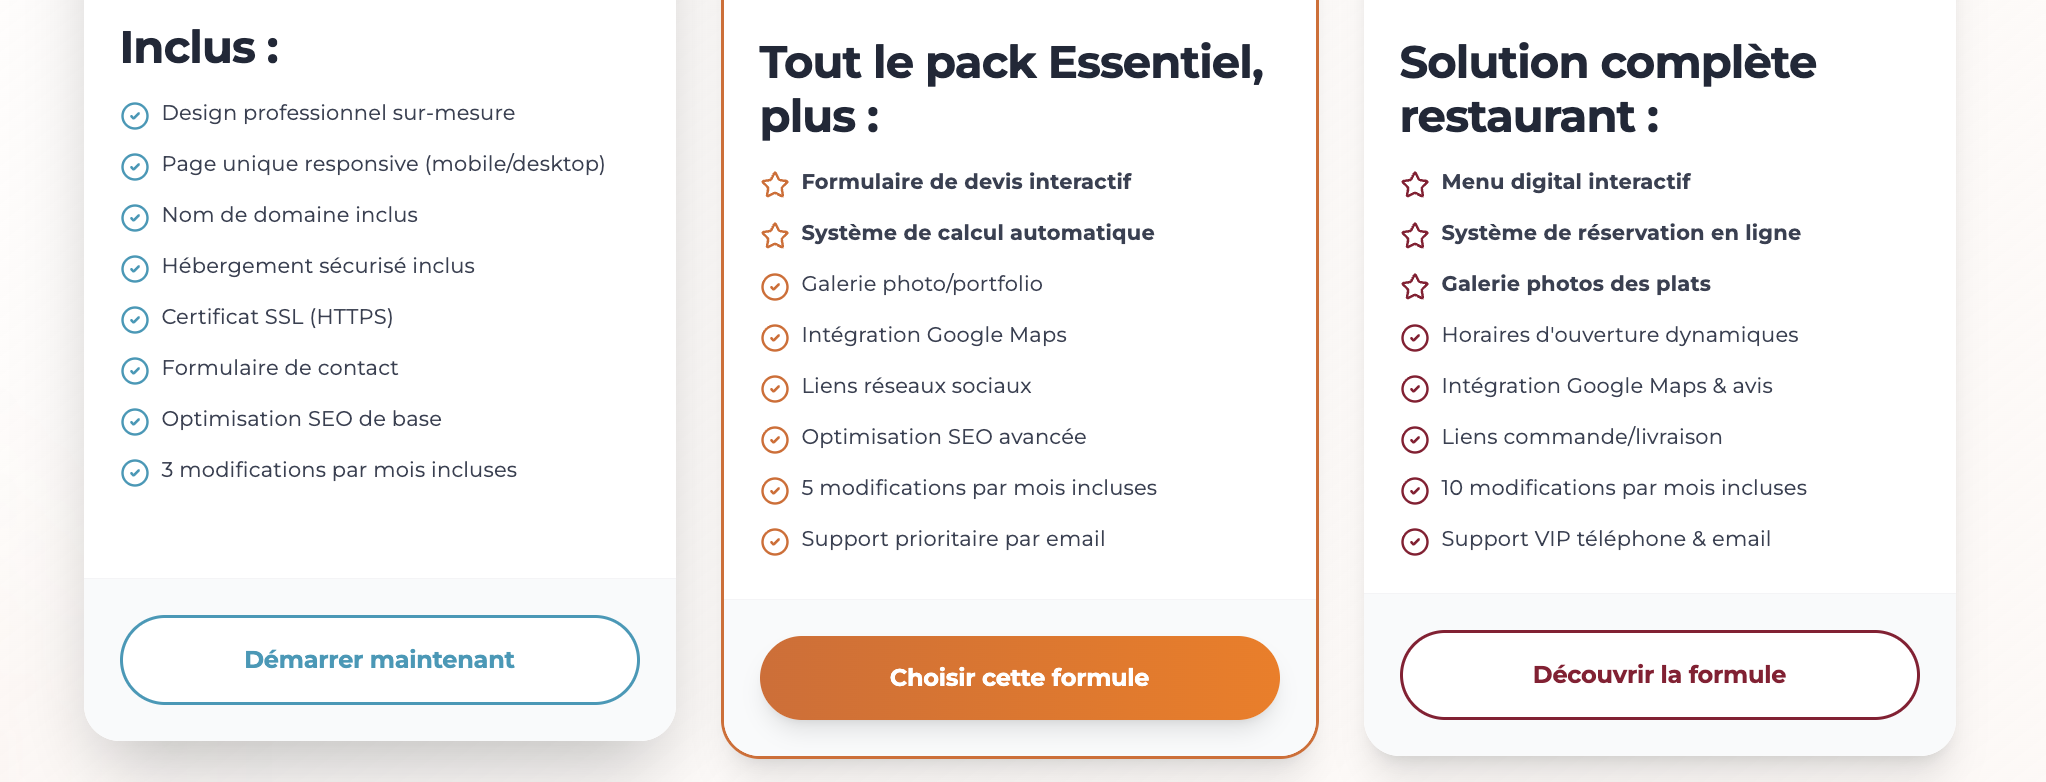 Inclus :
Design professionnel sur-mesure
Page unique responsive (mobile/desktop)
Nom de domaine inclus
Hébergement sécurisé inclus
Certificat SSL (HTTPS)
Formulaire de contact
Optimisation SEO de base
3 modifications par mois incluses
Démarrer maintenant
Tout le pack Essentiel,
plus :
Formulaire de devis interactif
Système de calcul automatique
Galerie photo/portfolio
Intégration Google Maps
Liens réseaux sociaux
Optimisation SEO avancée
5 modifications par mois incluses
Support prioritaire par email
Choisir cette formule
Solution complète
restaurant :
Menu digital interactif
Système de réservation en ligne
Galerie photos des plats
Horaires d'ouverture dynamiques
Intégration Google Maps & avis
Liens commande/livraison
10 modifications par mois incluses
Support VIP téléphone & email
Découvrir la formule